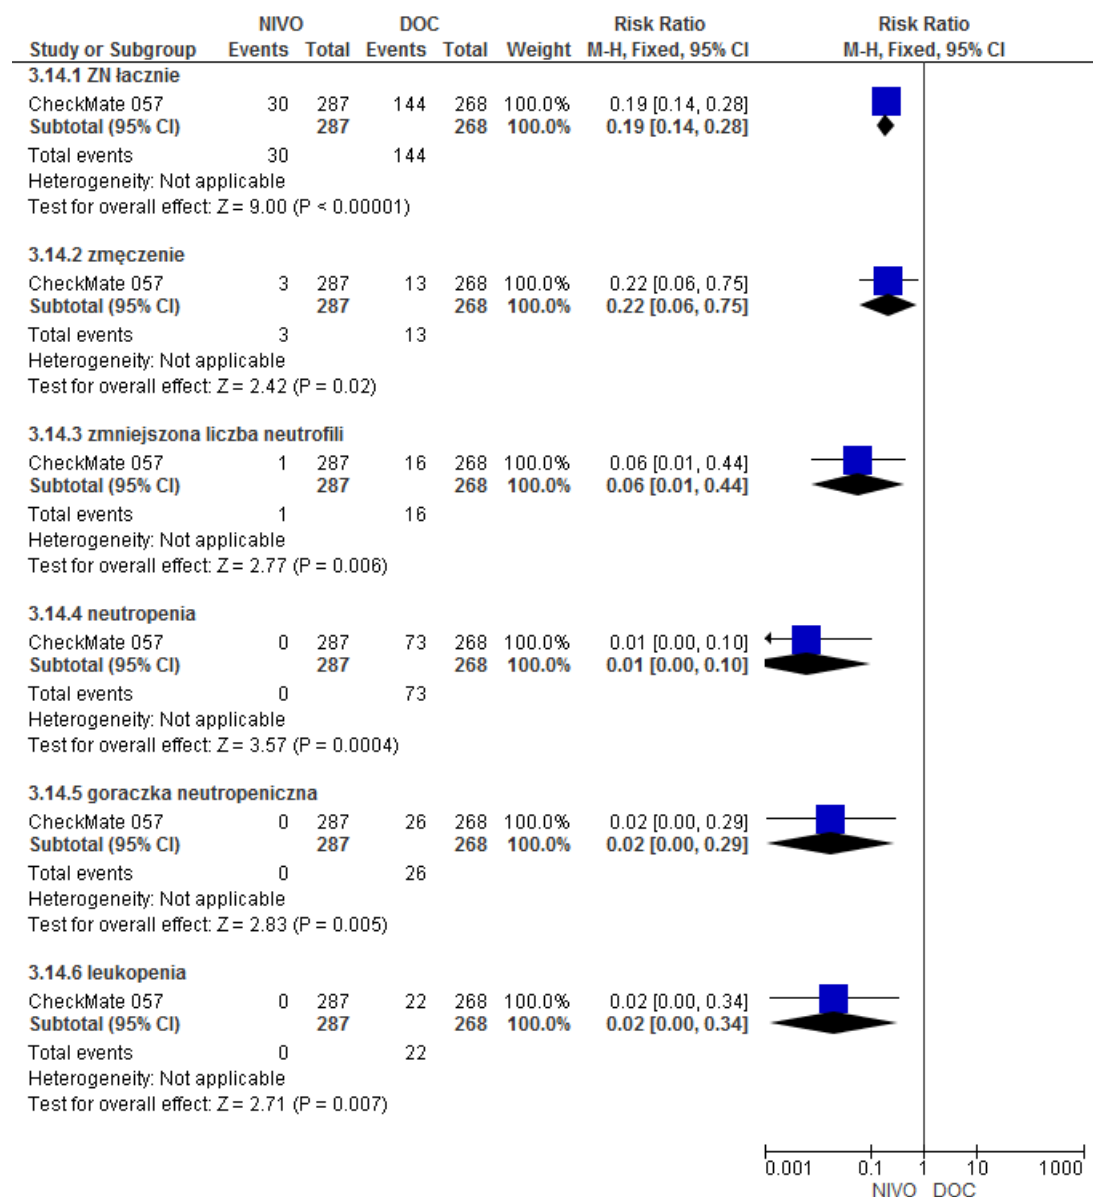 NIVO DOC Risk Ratio Risk Ratio
Study or Subgroup Events Total Events Total Weight M-H, Fixed, 95% CI M-H, Fixed, 95% CI
3.14.1 ZN łacznie
CheckMate 057 30 287 144 268 100.0% 0.19 [0.14, 0.28]
Subtotal (95% CI) 287 268 100.0% 0.19 [0.14, 0.28]
Total events 30 144
Heterogeneity: Not applicable
Test for overall effect: Z = 9.00 (P < 0.00001)
3.14.2 zmęczenie
CheckMate 057 3 287 13 268 100.0% 0.22 [0.06, 0.75]
Subtotal (95% CI) 287 268 100.0% 0.22 [0.06, 0.75]
Total events 3 13
Heterogeneity: Not applicable
Test for overall effect: Z = 2.42 (P = 0.02)
3.14.3 zmniejszona liczba neutrofili
CheckMate 057 1 287 16 268 100.0% 0.06 [0.01, 0.44]
Subtotal (95% CI) 287 268 100.0% 0.06 [0.01, 0.44]
Total events 1 16
Heterogeneity: Not applicable
Test for overall effect: Z = 2.77 (P = 0.006)
3.14.4 neutropenia
CheckMate 057 0 287 73 268 100.0% 0.01 [0.00, 0.10]
Subtotal (95% CI) 287 268 100.0% 0.01 [0.00, 0.10]
Total events 0 73
Heterogeneity: Not applicable
Test for overall effect: Z = 3.57 (P = 0.0004)
3.14.5 goraczka neutropeniczna
CheckMate 057 0 287 26 268 100.0% 0.02 [0.00, 0.29]
Subtotal (95% CI) 287 268 100.0% 0.02 [0.00, 0.29]
Total events 0 26
Heterogeneity: Not applicable
Test for overall effect: Z = 2.83 (P = 0.005)
3.14.6 leukopenia
CheckMate 057 0 287 22 268 100.0% 0.02 [0.00, 0.34]
Subtotal (95% CI) 287 268 100.0% 0.02 [0.00, 0.34]
Total events 0 22
Heterogeneity: Not applicable
Test for overall effect: Z = 2.71 (P = 0.007)
0.001 0.1 1 10 1000
NIVO DOC